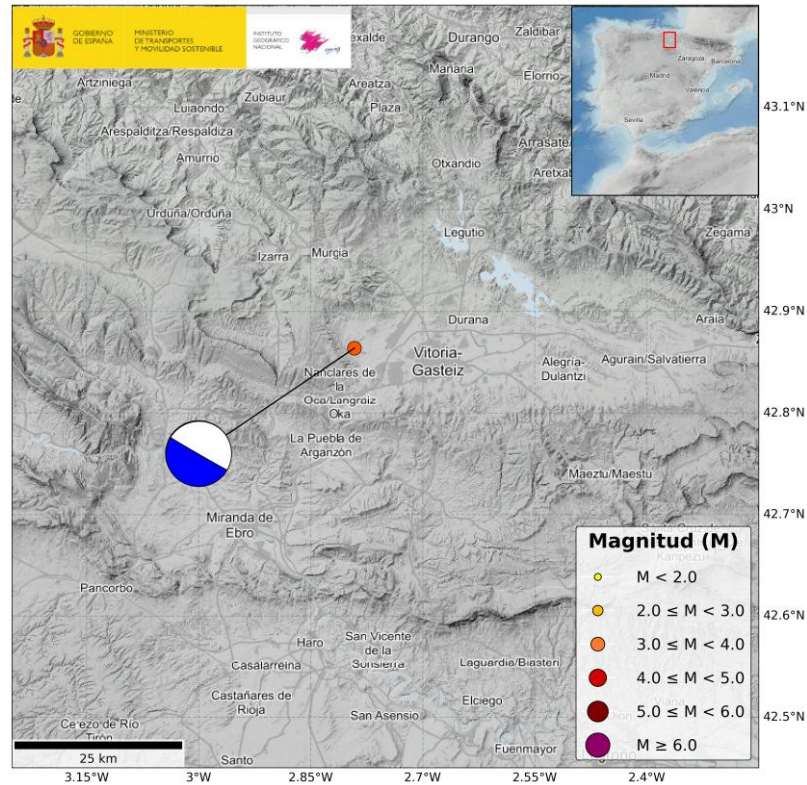 GOBIERNO
DE ESPAÑA
MINISTERIO
DE TRANSPORTES
Y MOVILIDAD SOSTENIBLE
INSTITUTO
GEOGRÁFICO
NACIONAL
Durango
Zaldibar
Mañaria
Elorrio
Artziniega
Zubiaur
Areatza
Luiaondo
Plaza
Arespalditza/Respaldiza
Amurrio
Otxandio
Urduña/Orduña
Legutio
Zegama
Izarra
Murgia
Durana
Araia
Vitoria-
Gasteiz
Alegría-
Dulantzi
Agurain/Salvatierra
Nanclares de
la
Oca/Langraiz
Oka
La Puebla de
Arganzón
Maeztu/Maestu
Miranda de
Ebro
Pancorbo
Haro
San Vicente
de la
Sonsierra
Casalarreina
Laguardia/Biasteri
Castañares de
Rioja
Elciego
San Asensio
Cerezo de Río
Tirón
Santo
Fuenmayor
25 km
Madrid
Zaragoza
Barcelona
Valencia
Sevilla
43.1°N
43°N
42.9°N
42.8°N
42.7°N
42.6°N
42.5°N
3.15°W
3°W
2.85°W
2.7°W
2.55°W
2.4°W
Magnitud (M)
M < 2.0
2.0 ≤ M < 3.0
3.0 ≤ M < 4.0
4.0 ≤ M < 5.0
5.0 ≤ M < 6.0
M ≥ 6.0